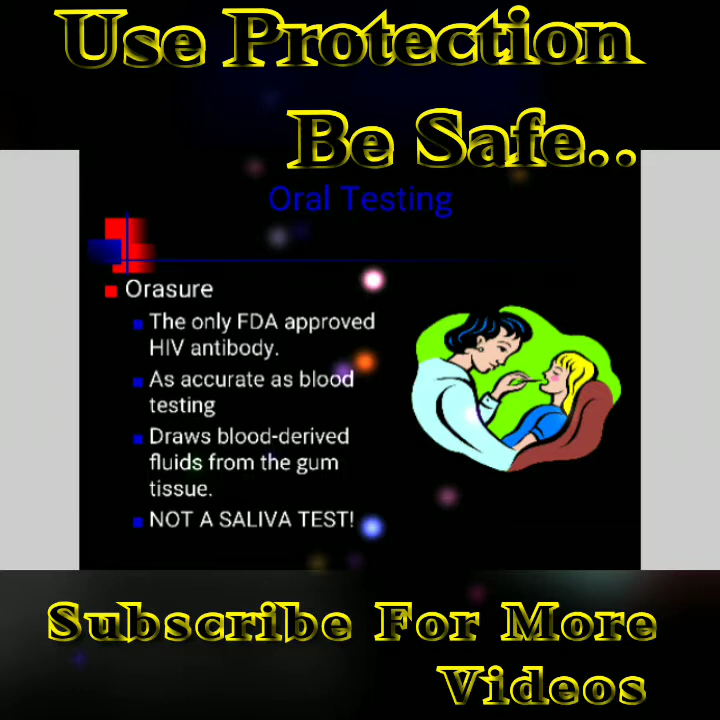 Use Protection
Be Safe..
Oral Testing
Orasure
The only FDA approved
HIV antibody.
As accurate as blood
testing
Draws blood-derived
fluids from the gum
tissue.
NOT A SALIVA TEST!
Subscribe For More
Videos